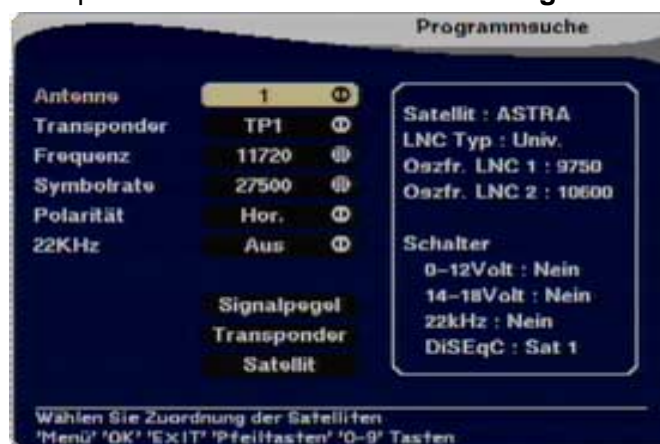 Programmsuche
Antenne 1
Transponder TP1
Frequenz 11720
Symbolrate 27500
Polarität Hor.
22KHz Aus
Signalpegel
Transponder
Satellit
Satellit : ASTRA
LNC Typ : Univ.
Oszfr. LNC 1 : 9750
Oszfr. LNC 2 : 10600
Schalter
0-12Volt : Nein
14-18Volt : Nein
22kHz : Nein
DiSEqC : Sat 1
Wählen Sie Zuordnung der Satelliten
'Menü' 'OK' 'EXIT' 'Pfeiltasten' '0-9' Tasten